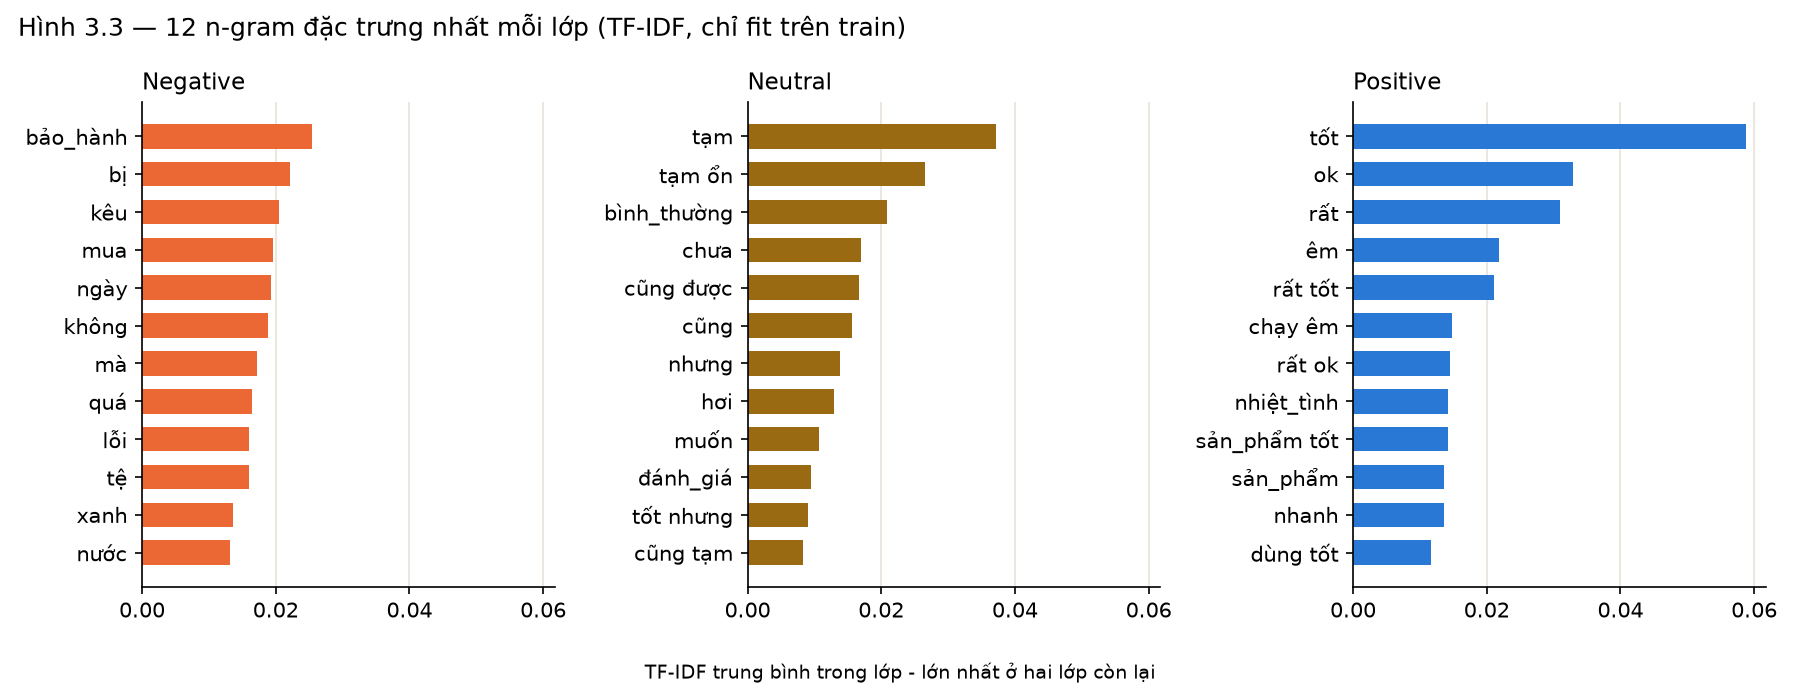 Hình 3.3 — 12 n-gram đặc trưng nhất mỗi lớp (TF-IDF, chỉ fit trên train)
Negative
bảo_hành
bị
kêu
mua
ngày
không
mà
quá
lỗi
tệ
xanh
nước
0.00 0.02 0.04 0.06
Neutral
tạm
tạm ổn
bình_thường
chưa
cũng được
cũng
nhưng
hơi
muốn
đánh_giá
tốt nhưng
cũng tạm
0.00 0.02 0.04 0.06
Positive
tốt
ok
rất
êm
rất tốt
chạy êm
rất ok
nhiệt_tình
sản_phẩm tốt
sản_phẩm
nhanh
dùng tốt
0.00 0.02 0.04 0.06
TF-IDF trung bình trong lớp - lớn nhất ở hai lớp còn lại